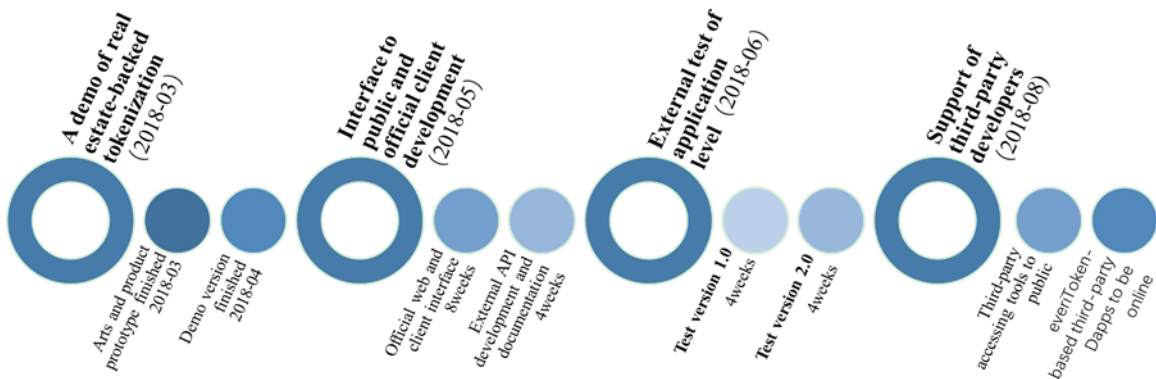 A demo of real
estate-backed
tokenization
(2018-03)
Arts and product
prototype finished
2018-03
Demo version
finished
2018-04
Interface to
public and
official client
development
(2018-05)
Official web and
client interface
8weeks
External API
development and
documentation
4weeks
External test of
application
level (2018-06)
Test version 1.0
4weeks
Test version 2.0
4weeks
Support of
third-party
developers
(2018-08)
Third-party
accessing tools to
public
everiToken-
based third-party
Dapps to be
online